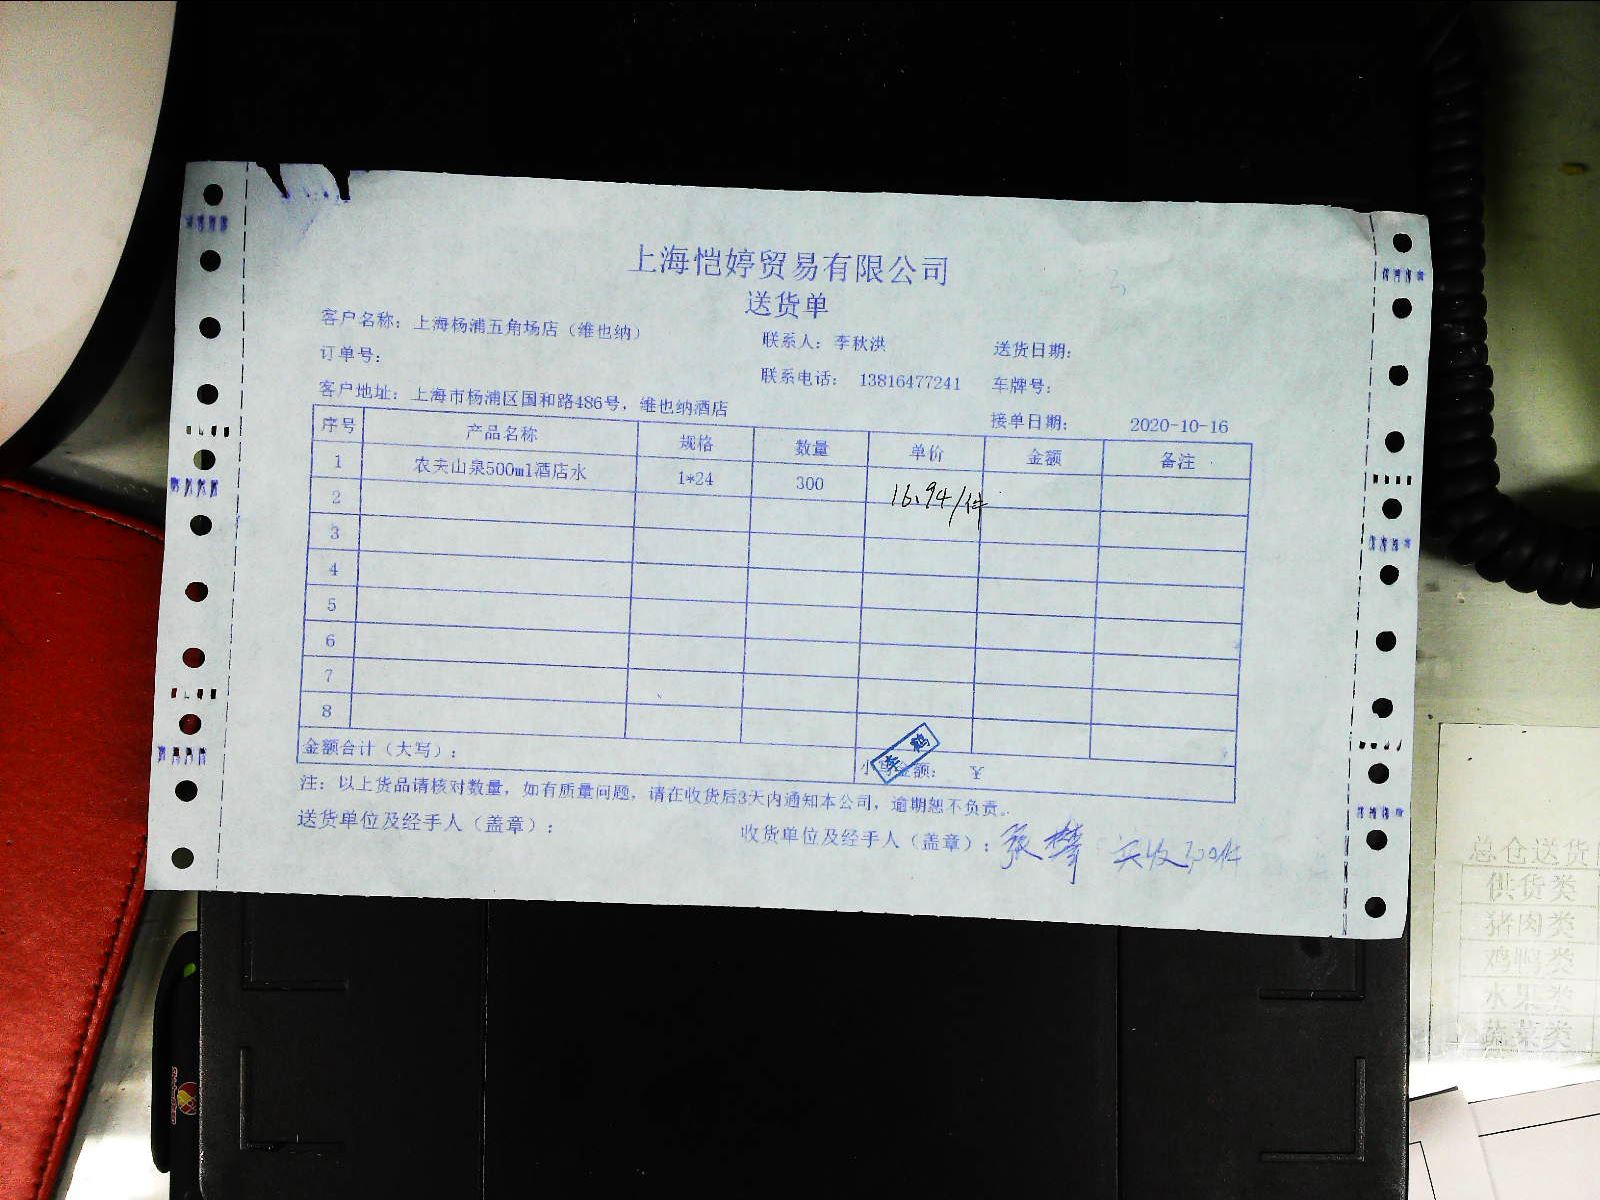 上海恺婷贸易有限公司
送货单
客户名称：上海杨浦五角场店（维也纳） 联系人：李秋洪 送货日期：
订单号： 联系电话：13816477241 车牌号：
客户地址：上海市杨浦区国和路486号，维也纳酒店 接单日期：2020-10-16
序号 产品名称 规格 数量 单价 金额 备注
1 农夫山泉500ml酒店水 1*24 300 16.94/件
2
3
4
5
6
7
8
金额合计（大写）： 小 金额： ¥
李 鹤
注：以上货品请核对数量，如有质量问题，请在收货后3天内通知本公司，逾期恕不负责。
送货单位及经手人（盖章）： 收货单位及经手人（盖章）：张 实收300件
总仓送货
供货类
猪肉类
鸡鸭类
水果类
蔬菜类